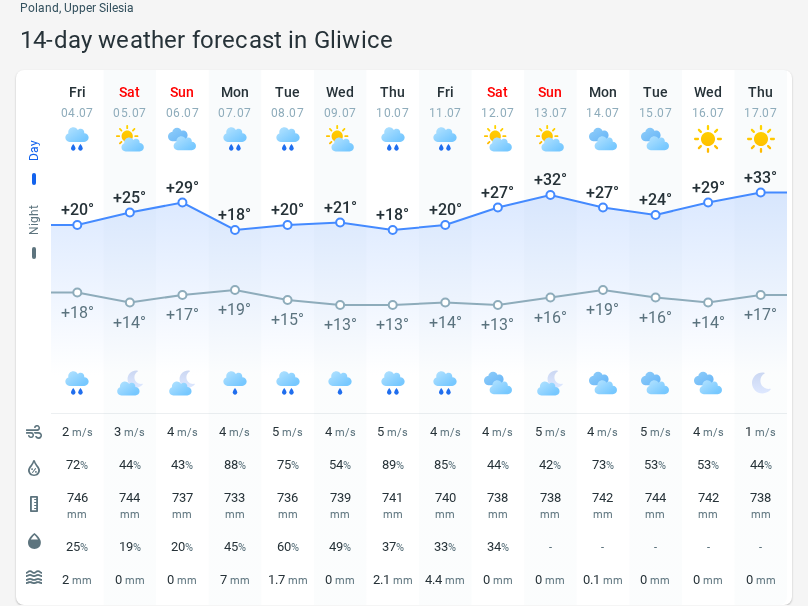 Poland, Upper Silesia
14-day weather forecast in Gliwice
Fri Sat Sun Mon Tue Wed Thu Fri Sat Sun Mon Tue Wed Thu
04.07 05.07 06.07 07.07 08.07 09.07 10.07 11.07 12.07 13.07 14.07 15.07 16.07 17.07
Day
+20° +25° +29° +18° +20° +21° +18° +20° +27° +32° +27° +24° +29° +33°
Night
+18° +14° +17° +19° +15° +13° +13° +14° +13° +16° +19° +16° +14° +17°
2 m/s 3 m/s 4 m/s 4 m/s 5 m/s 4 m/s 5 m/s 4 m/s 4 m/s 5 m/s 4 m/s 5 m/s 4 m/s 1 m/s
72% 44% 43% 88% 75% 54% 89% 85% 44% 42% 73% 53% 53% 44%
746 744 737 733 736 739 741 740 738 738 742 744 742 738
mm mm mm mm mm mm mm mm mm mm mm mm mm mm
25% 19% 20% 45% 60% 49% 37% 33% 34% - - - - -
2 mm 0 mm 0 mm 7 mm 1.7 mm 0 mm 2.1 mm 4.4 mm 0 mm 0 mm 0.1 mm 0 mm 0 mm 0 mm